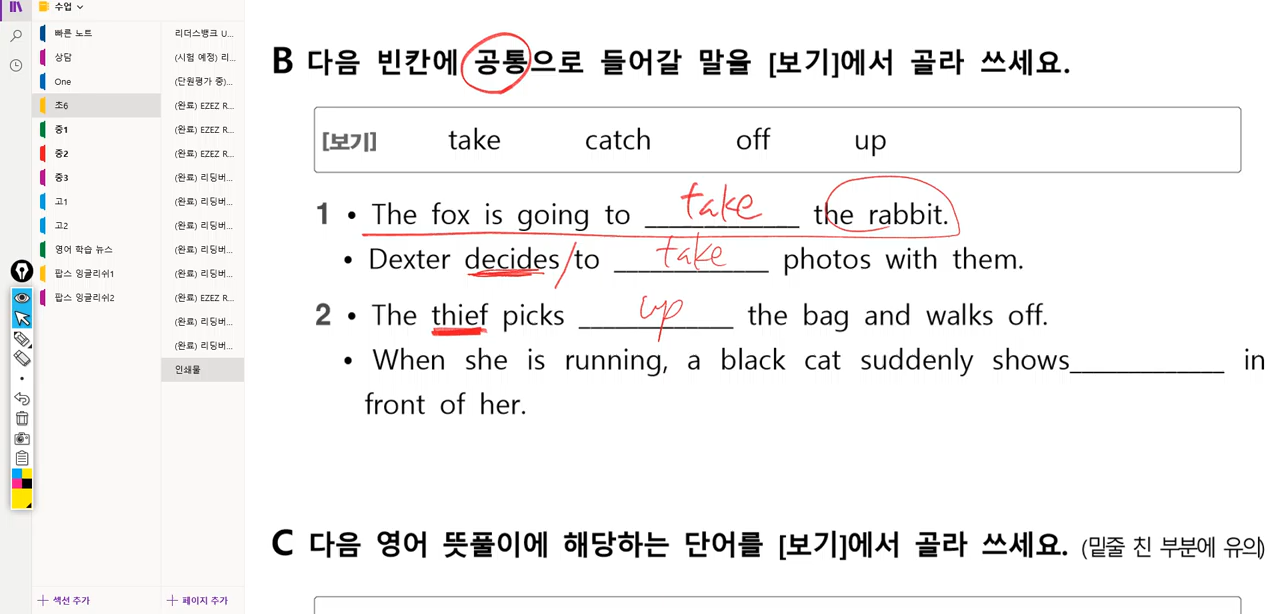 수업
빠른 노트
상담
One
초6
중1
중2
중3
고1
고2
영어 학습 뉴스
팝스 잉글리쉬1
팝스 잉글리쉬2
섹션 추가
리더스뱅크 U...
(시험 예정) 리...
(단원평가 중)...
(완료) EZEZ R...
(완료) EZEZ R...
(완료) EZEZ R...
(완료) 리딩버...
(완료) 리딩버...
(완료) 리딩버...
(완료) 리딩버...
(완료) 리딩버...
(완료) EZEZ R...
(완료) 리딩버...
(완료) 리딩버...
인쇄물
페이지 추가
B 다음 빈칸에 공통으로 들어갈 말을 [보기]에서 골라 쓰세요.
[보기] take catch off up
1 • The fox is going to take the rabbit.
• Dexter decides/to take photos with them.
2 • The thief picks up the bag and walks off.
• When she is running, a black cat suddenly shows____________ in
front of her.
C 다음 영어 뜻풀이에 해당하는 단어를 [보기]에서 골라 쓰세요. (밑줄 친 부분에 유의)